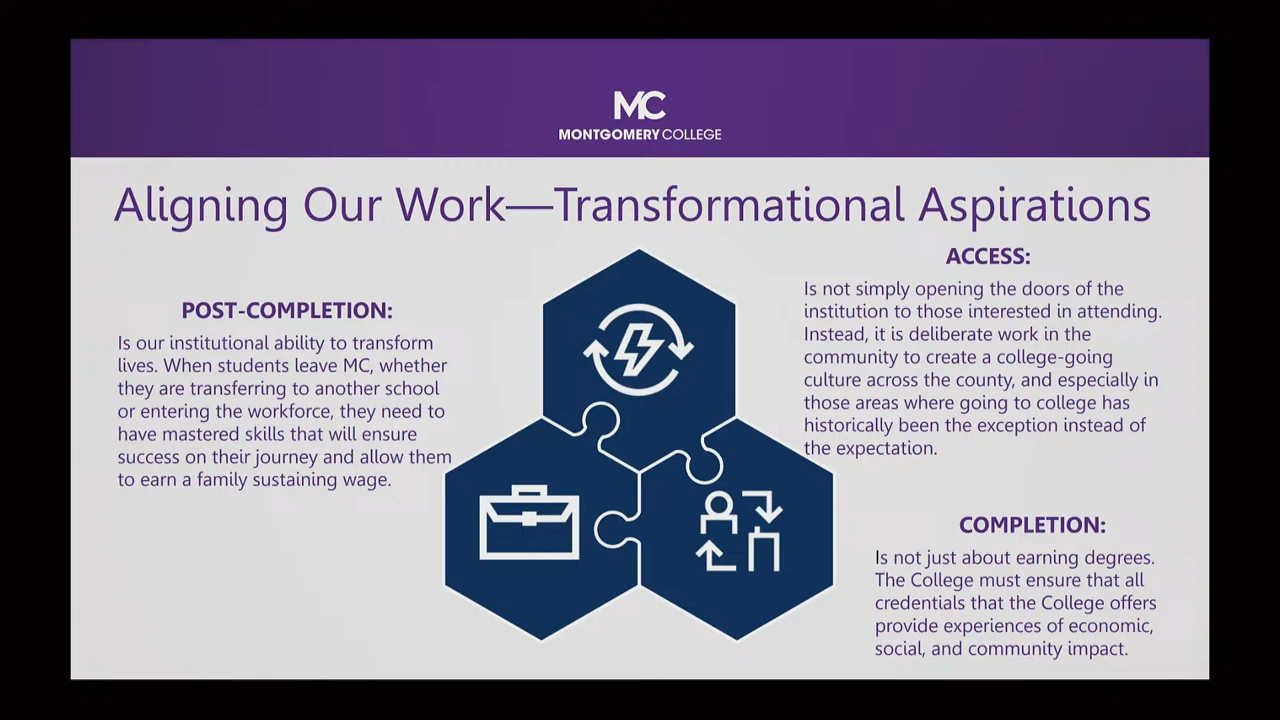 MC
MONTGOMERY COLLEGE
Aligning Our Work—Transformational Aspirations
POST-COMPLETION:
Is our institutional ability to transform
lives. When students leave MC, whether
they are transferring to another school
or entering the workforce, they need to
have mastered skills that will ensure
success on their journey and allow them
to earn a family sustaining wage.
ACCESS:
Is not simply opening the doors of the
institution to those interested in attending.
Instead, it is deliberate work in the
community to create a college-going
culture across the county, and especially in
those areas where going to college has
historically been the exception instead of
the expectation.
COMPLETION:
Is not just about earning degrees.
The College must ensure that all
credentials that the College offers
provide experiences of economic,
social, and community impact.